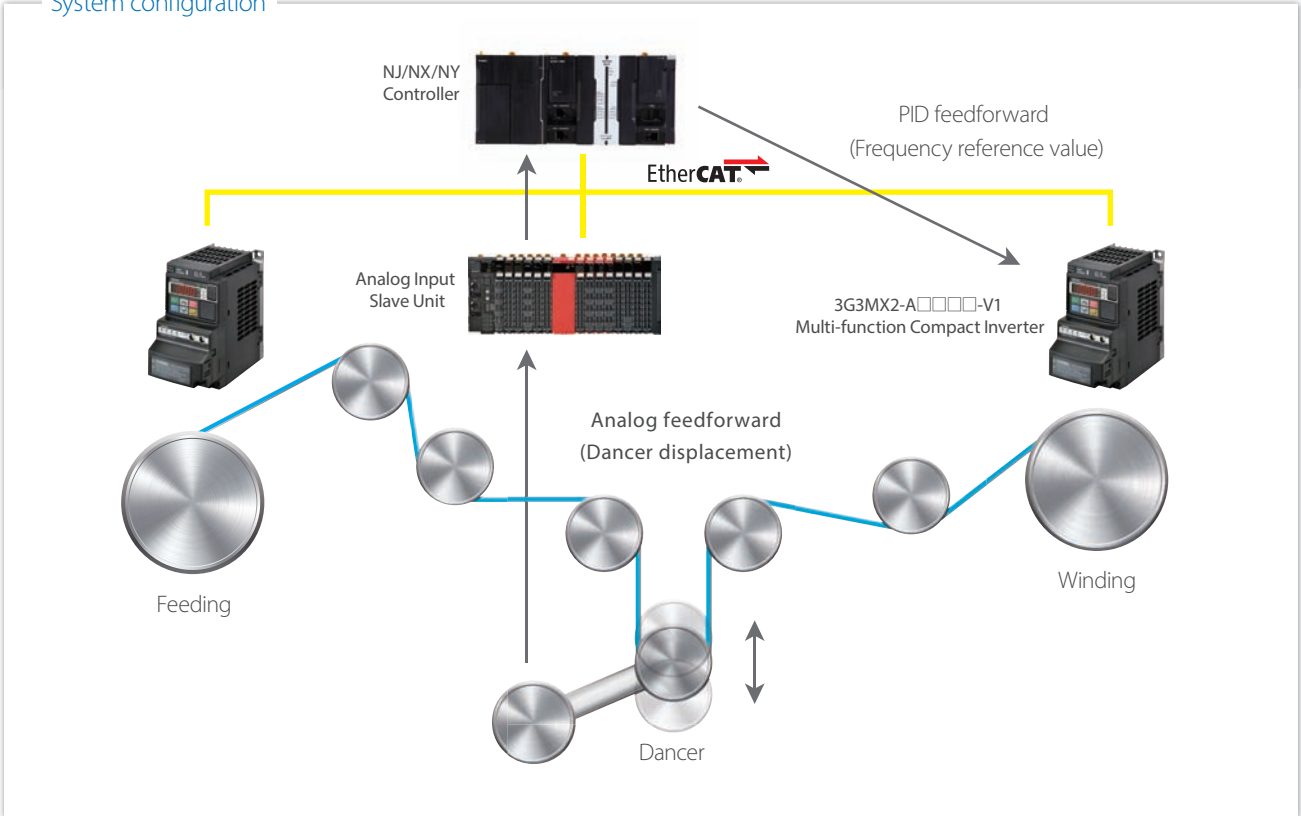 System configuration
NJ/NX/NY
Controller
PID feedforward
(Frequency reference value)
EtherCAT®
Analog Input
Slave Unit
3G3MX2-A□□□□-V1
Multi-function Compact Inverter
Analog feedforward
(Dancer displacement)
Feeding
Winding
Dancer